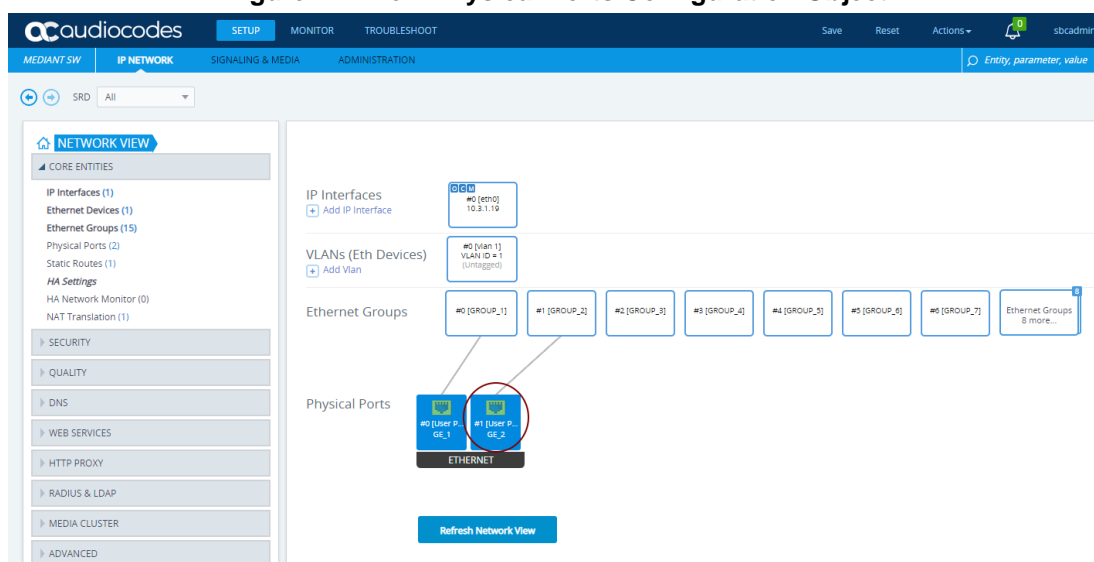 audiocodes
SETUP MONITOR TROUBLESHOOT Save Reset Actions 0 sbcadmin
MEDIANT SW IP NETWORK SIGNALING & MEDIA ADMINISTRATION Entity, parameter, value
SRD All
NETWORK VIEW
CORE ENTITIES
IP Interfaces (1)
Ethernet Devices (1)
Ethernet Groups (15)
Physical Ports (2)
Static Routes (1)
HA Settings
HA Network Monitor (0)
NAT Translation (1)
SECURITY
QUALITY
DNS
WEB SERVICES
HTTP PROXY
RADIUS & LDAP
MEDIA CLUSTER
ADVANCED
IP Interfaces
+ Add IP Interface
O C M
#0 [eth0]
10.3.1.19
VLANs (Eth Devices)
+ Add Vlan
#0 [vlan 1]
VLAN ID = 1
(Untagged)
Ethernet Groups
#0 [GROUP_1]
#1 [GROUP_2]
#2 [GROUP_3]
#3 [GROUP_4]
#4 [GROUP_5]
#5 [GROUP_6]
#6 [GROUP_7]
8
Ethernet Groups
8 more...
Physical Ports
#0 [User P...
GE_1
#1 [User P...
GE_2
ETHERNET
Refresh Network View